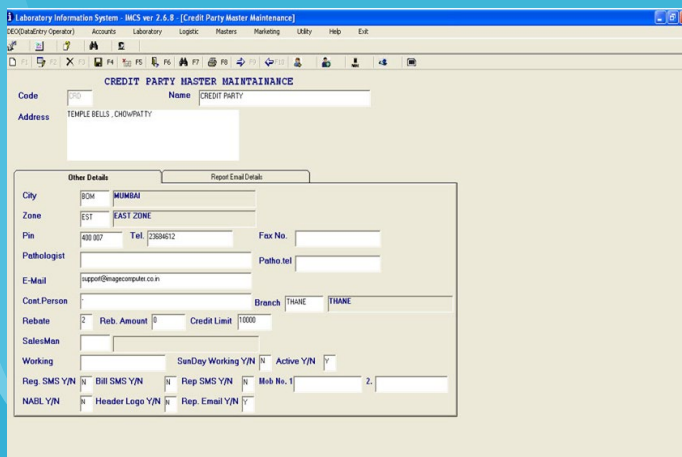 Laboratory Information System - IMCS ver 2.6.8 - [Credit Party Master Maintenance]
DEO(DataEntry Operator) Accounts Laboratory Logistic Masters Marketing Utility Help Exit
F1 F2 F3 F4 F5 F6 F7 F8 F9 F10
CREDIT PARTY MASTER MAINTAINANCE
Code CRD Name CREDIT PARTY
Address TEMPLE BELLS , CHOWPATTY
Other Details Report Email Details
City BOM MUMBAI
Zone EST EAST ZONE
Pin 400 007 Tel. 23684612 Fax No.
Pathologist Patho.tel
E-Mail support@imagecomputer.co.in
Cont.Person - Branch THANE THANE
Rebate 2 Reb. Amount 0 Credit Limit 10000
SalesMan
Working SunDay Working Y/N N Active Y/N Y
Reg. SMS Y/N N Bill SMS Y/N N Rep SMS Y/N N Mob No. 1 2.
NABL Y/N N Header Logo Y/N N Rep. Email Y/N Y